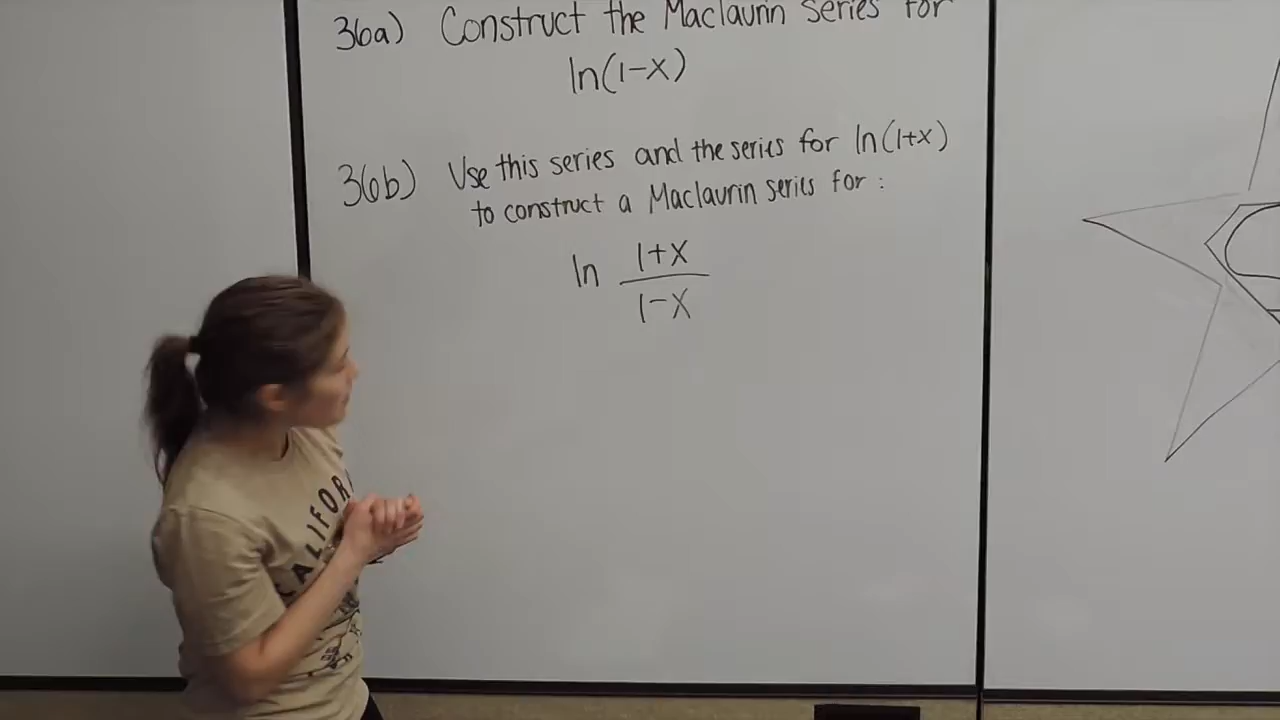 36a) Construct the Maclaurin Series for
ln(1-x)
36b) Use this series and the series for ln(1+x)
to construct a Maclaurin series for :
ln 1+x
1-x
CALIFOR